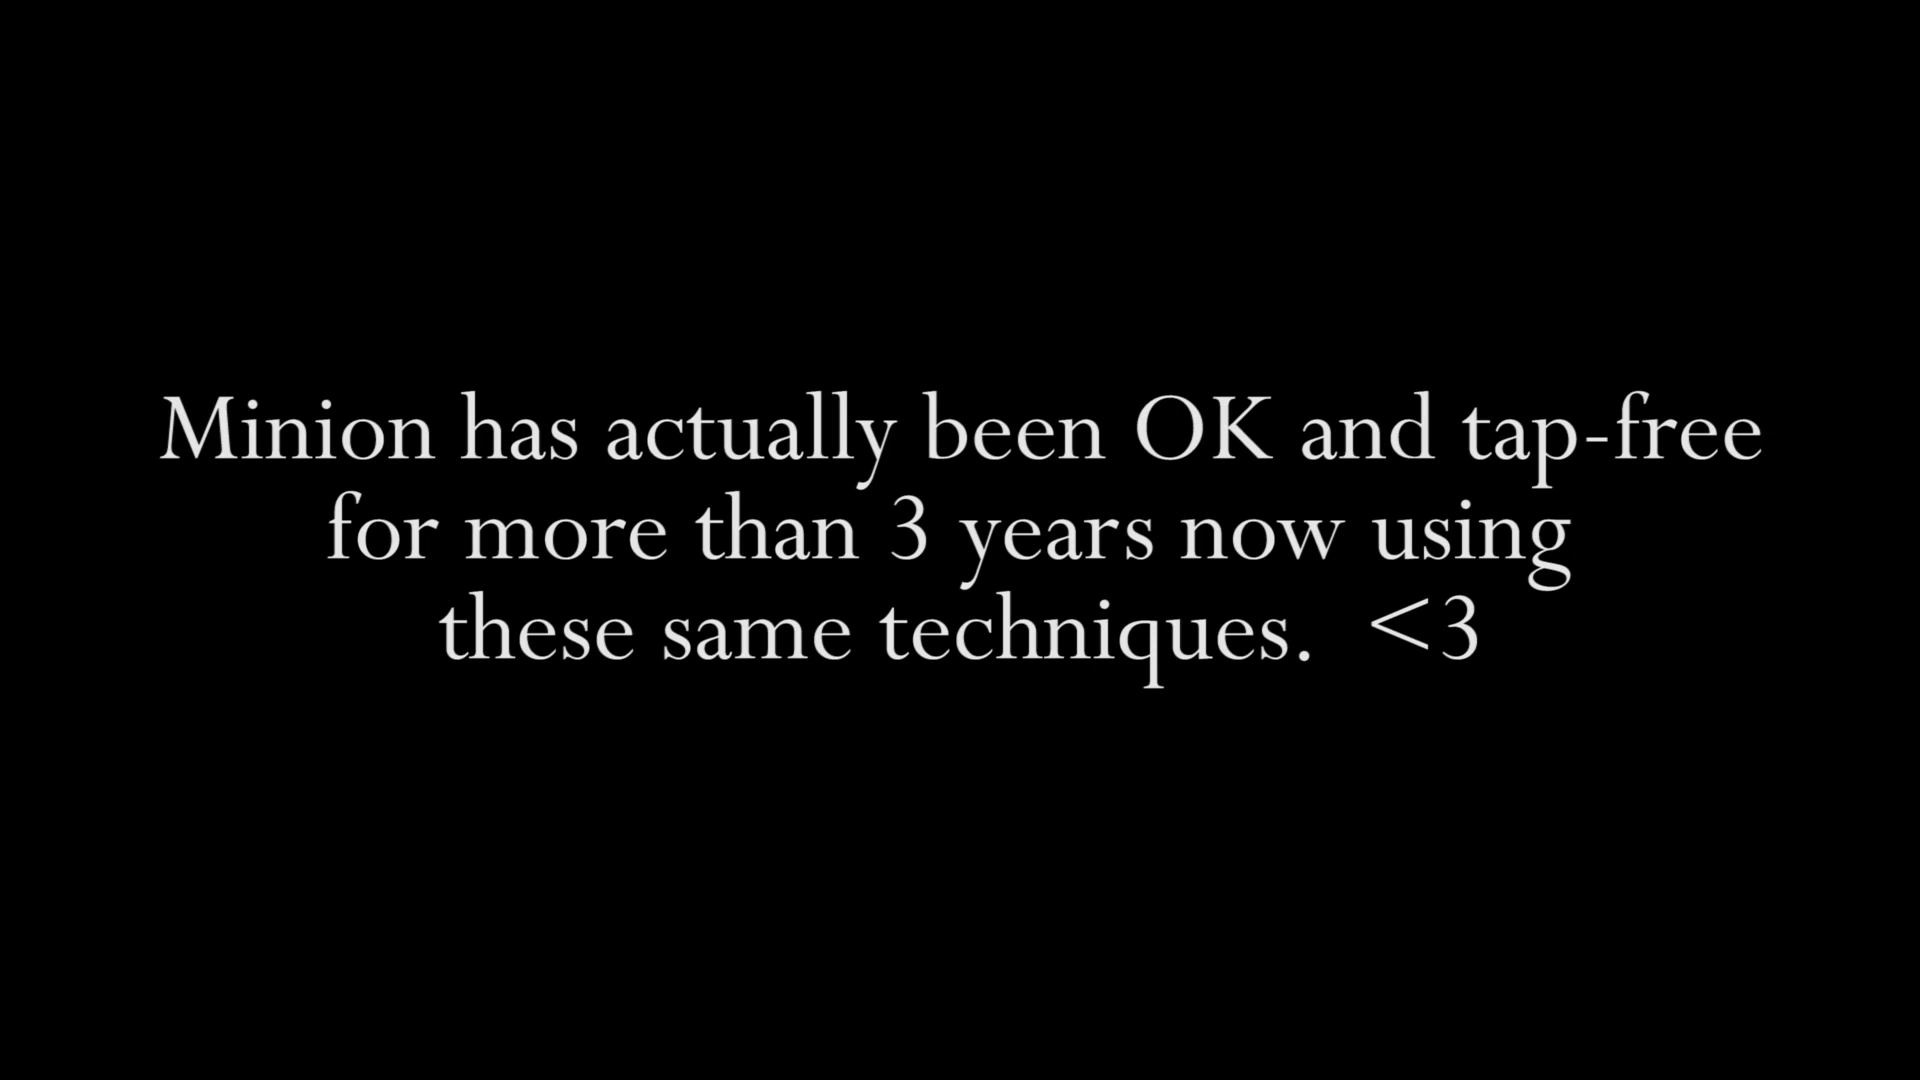 Minion has actually been OK and tap-free
for more than 3 years now using
these same techniques.  <3